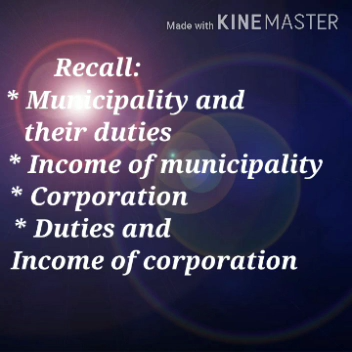 Made with KINEMASTER
Recall:
* Municipality and
their duties
* Income of municipality
* Corporation
* Duties and
Income of corporation